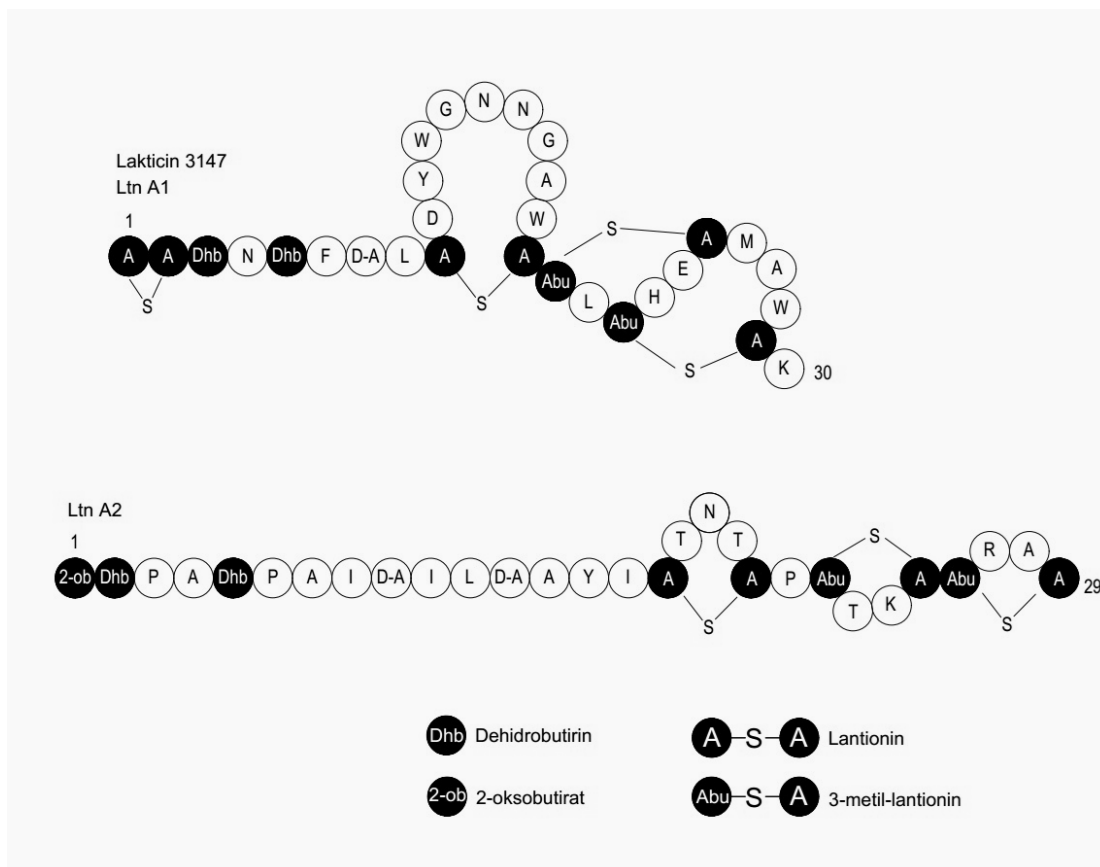 Lakticin 3147
Ltn A1
1
A A Dhb N Dhb F D-A L A D Y W G N N G A W A Abu L Abu H E A M A W A K
S S S S
30
Ltn A2
1
2-ob Dhb P A Dhb P A I D-A I L D-A A Y I A T N T A P Abu T K A Abu R A A
S S S
29
Dhb Dehidrobutirin
A S A Lantionin
2-ob 2-oksobutirat
Abu S A 3-metil-lantionin